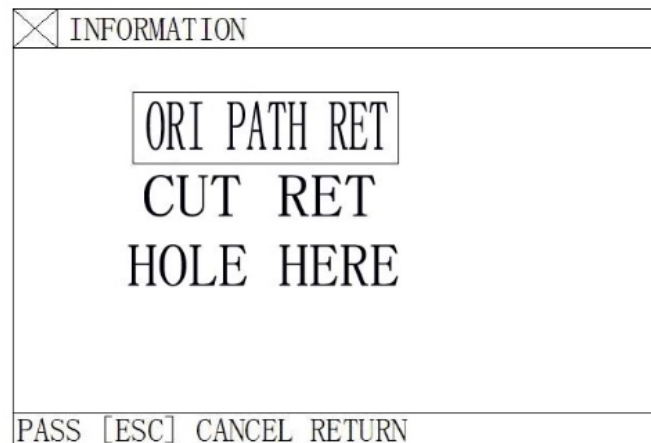 INFORMATION
ORI PATH RET
CUT RET
HOLE HERE
PASS [ESC] CANCEL RETURN